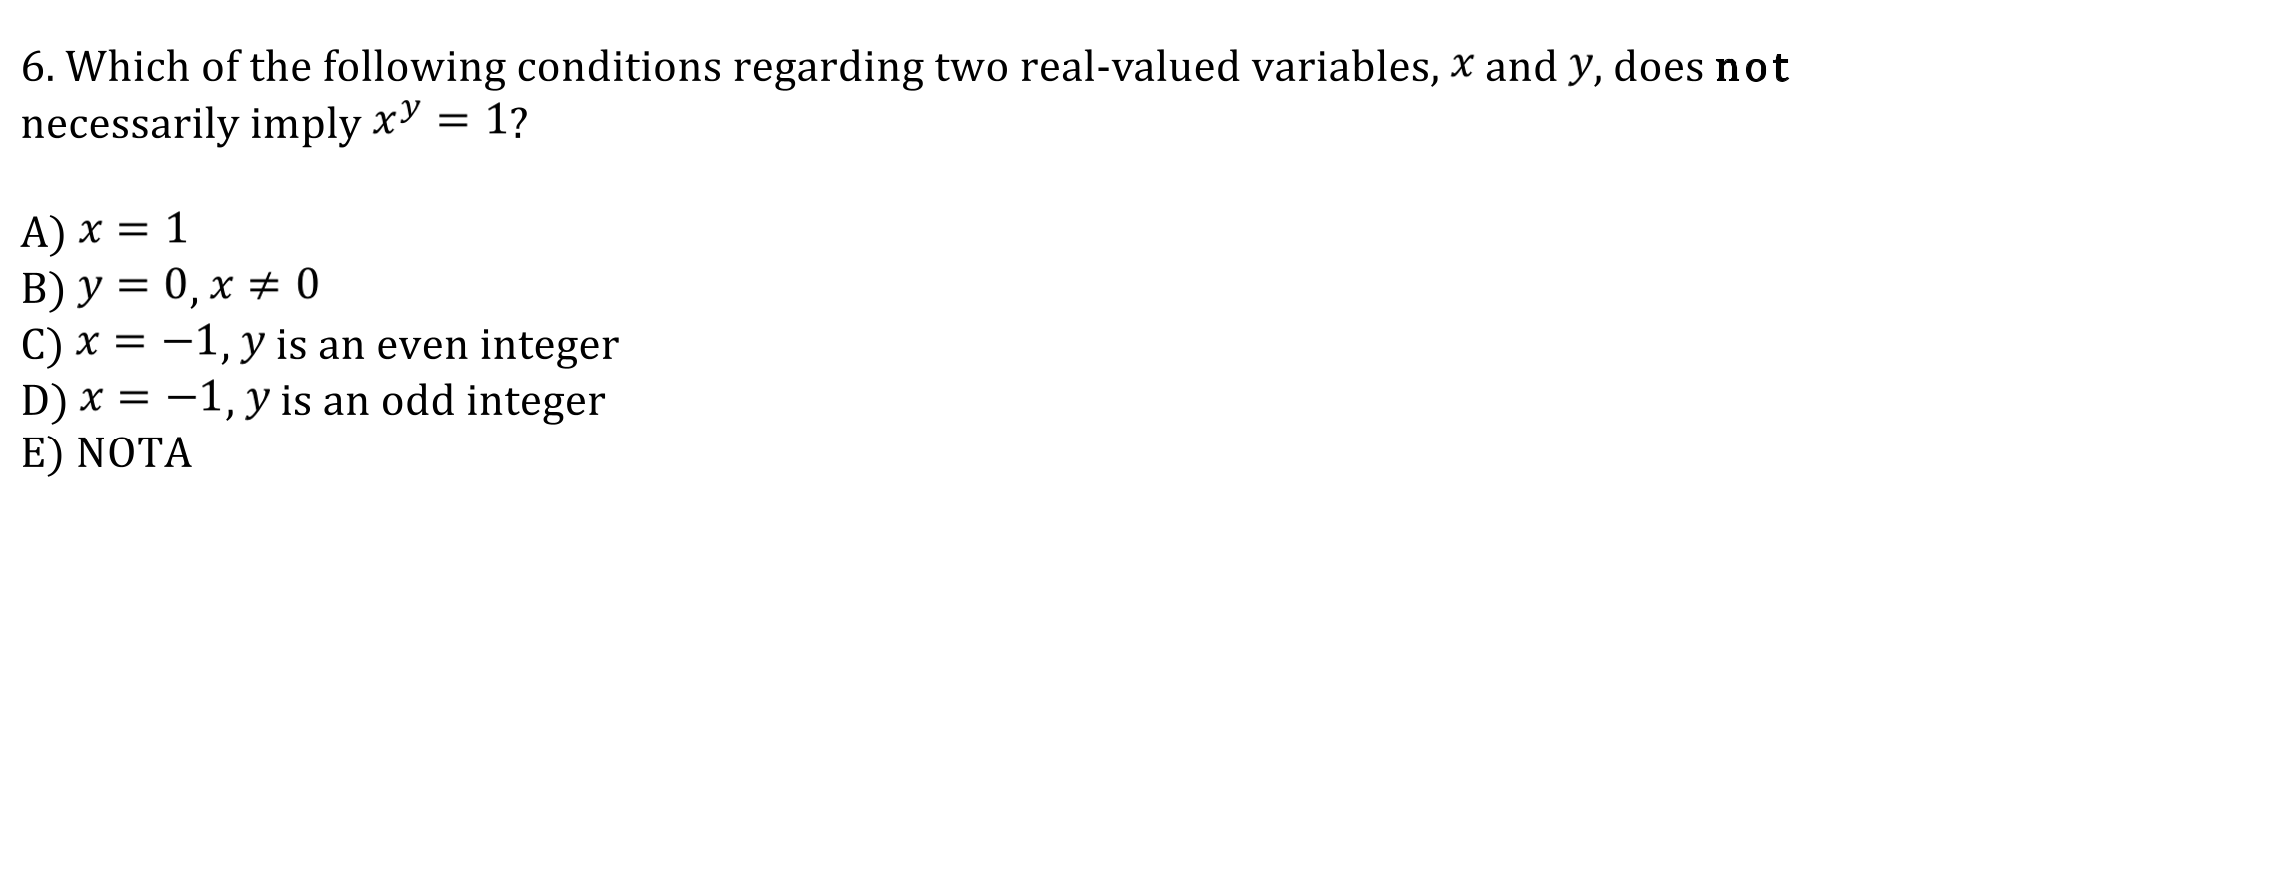 6. Which of the following conditions regarding two real-valued variables, x and y, does not
necessarily imply x^y = 1?
A) x = 1
B) y = 0, x ≠ 0
C) x = −1, y is an even integer
D) x = −1, y is an odd integer
E) NOTA